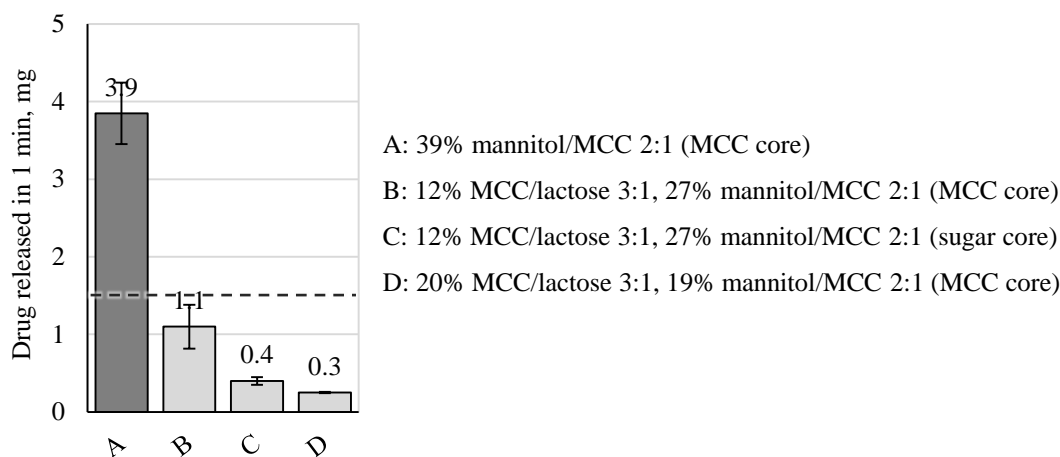 Drug released in 1 min, mg
5
4
3
2
1
0
3.9
1.1
0.4
0.3
A
B
C
D
A: 39% mannitol/MCC 2:1 (MCC core)
B: 12% MCC/lactose 3:1, 27% mannitol/MCC 2:1 (MCC core)
C: 12% MCC/lactose 3:1, 27% mannitol/MCC 2:1 (sugar core)
D: 20% MCC/lactose 3:1, 19% mannitol/MCC 2:1 (MCC core)